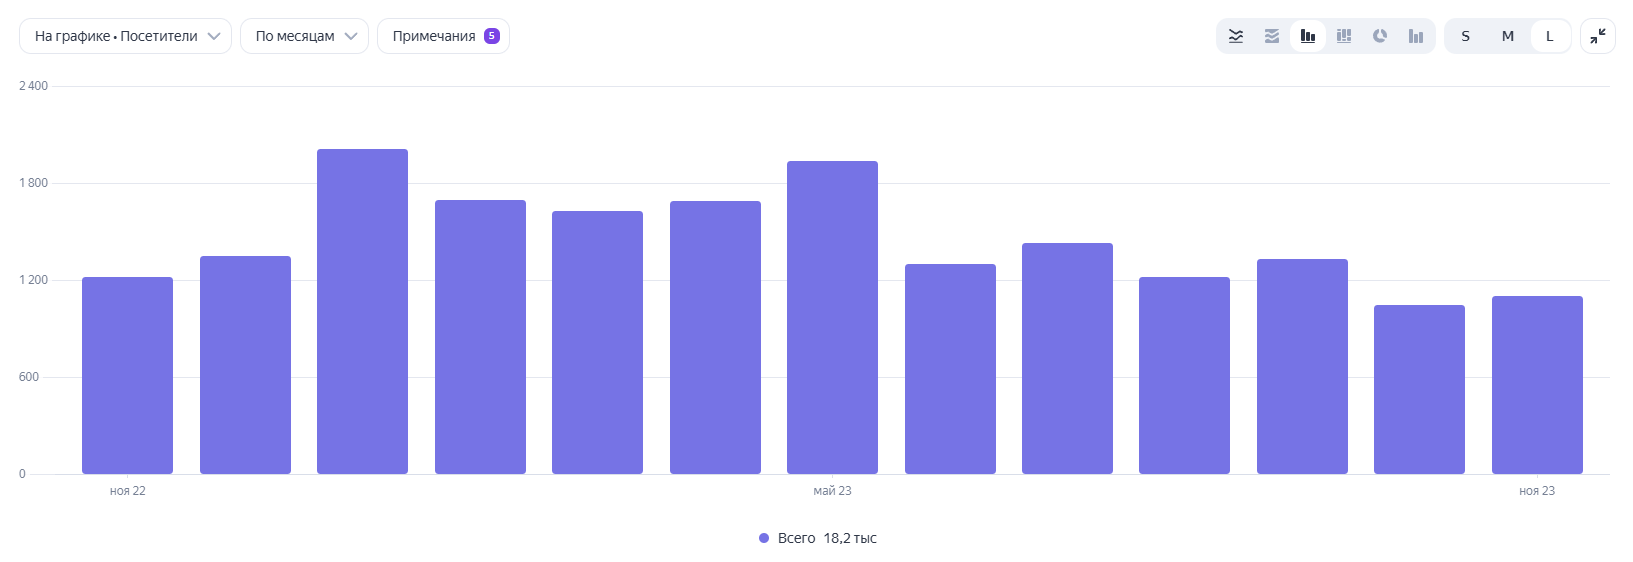 На графике • Посетители
По месяцам
Примечания 5
S M L
2 400
1 800
1 200
600
0
ноя 22 май 23 ноя 23
Всего 18,2 тыс